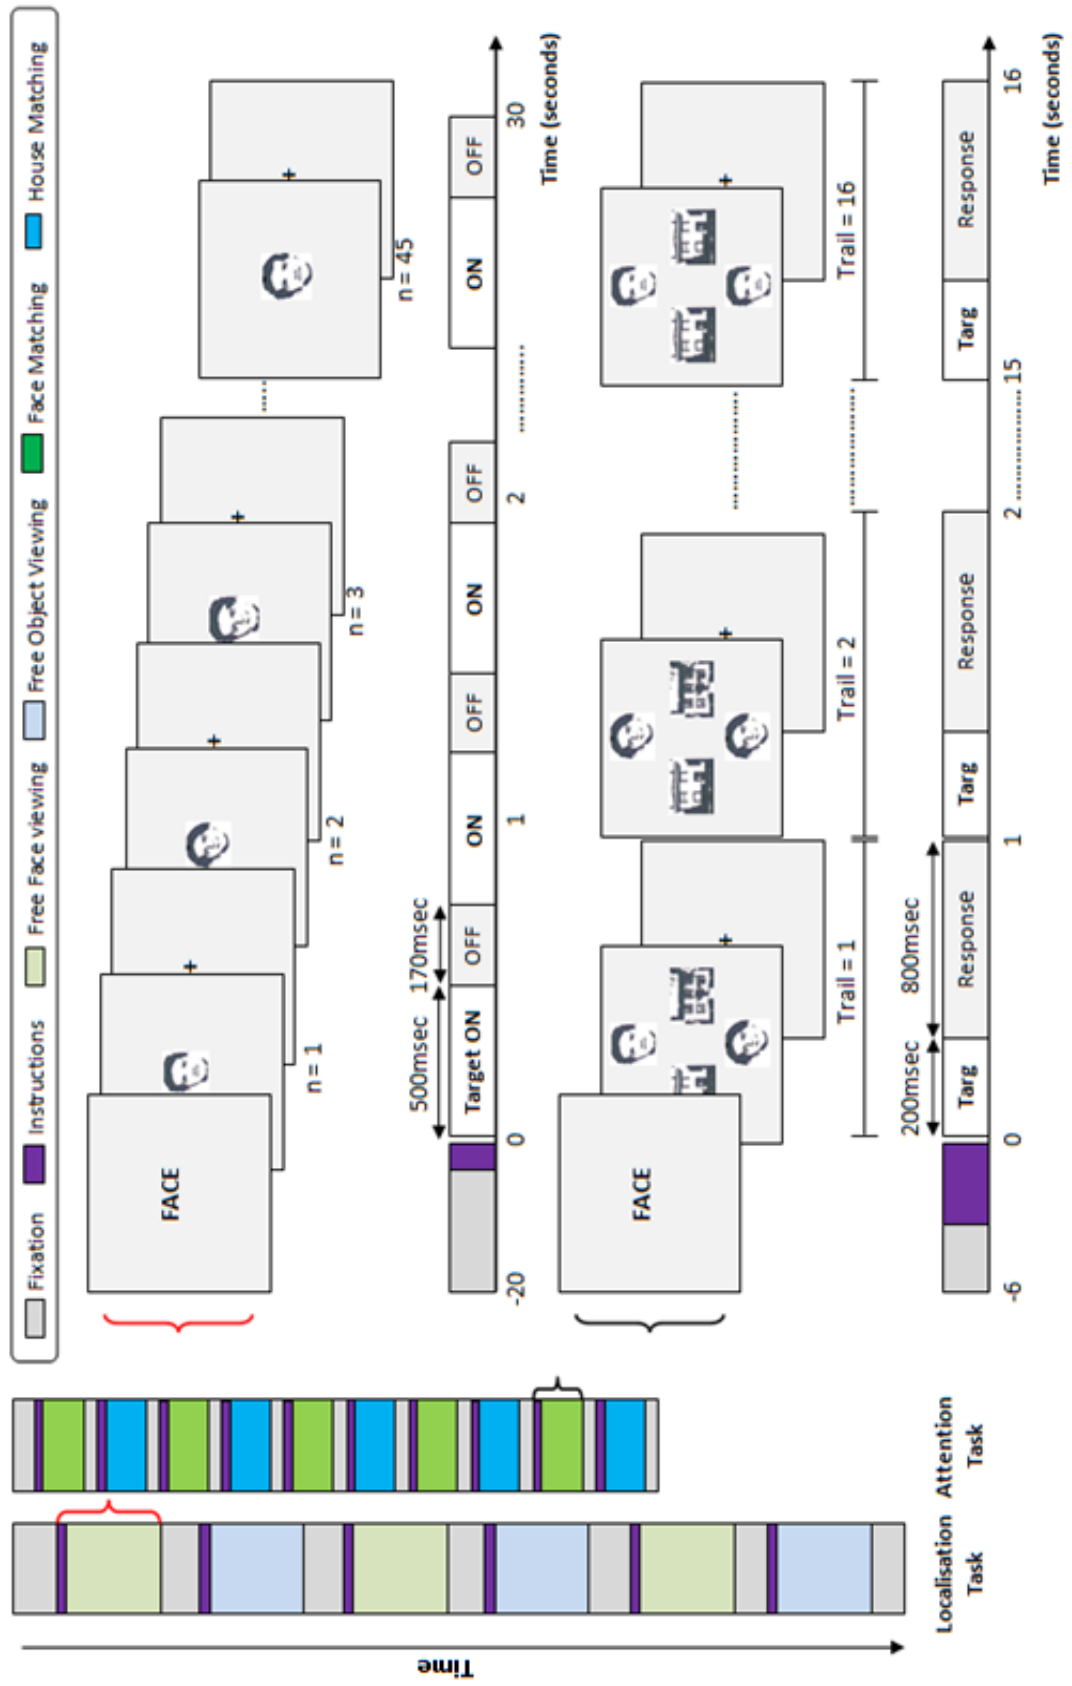 Fixation Instructions Free Face viewing Free Object Viewing Face Matching House Matching
FACE
n = 1
n = 2
n = 3
n = 45
500msec 170msec
Target ON OFF ON OFF ON OFF ON OFF
-20 0 1 2 ............ 30
Time (seconds)
FACE
Trail = 1 Trail = 2 Trail = 16
200msec 800msec
Targ Response Targ Response Targ Response
-6 0 1 2 ............ 15 16
Time (seconds)
Time
Localisation
Task
Attention
Task